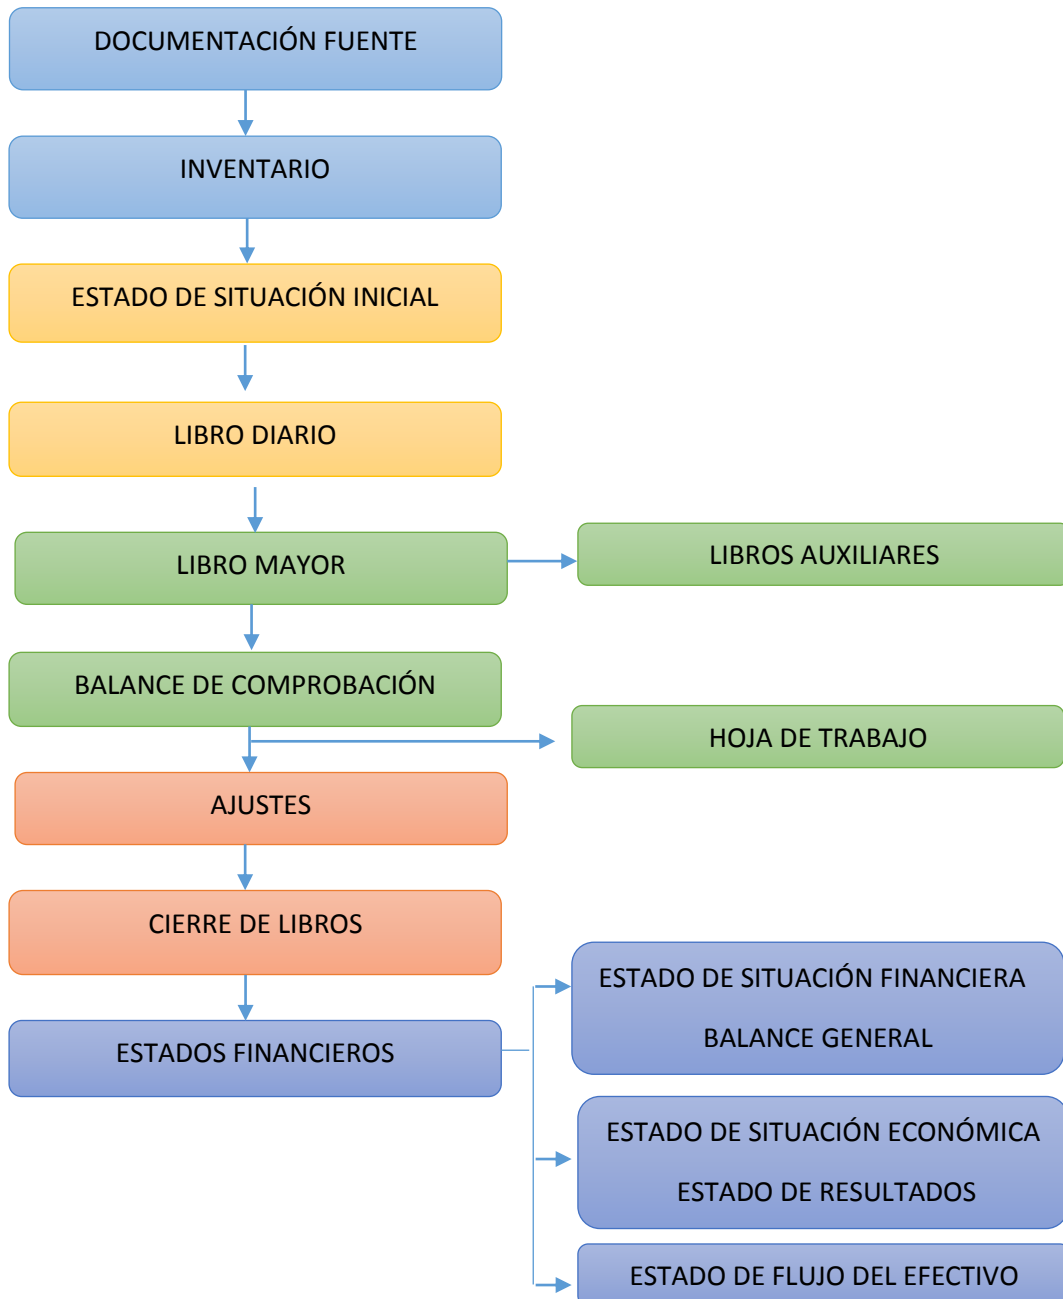 DOCUMENTACIÓN FUENTE
INVENTARIO
ESTADO DE SITUACIÓN INICIAL
LIBRO DIARIO
LIBRO MAYOR
LIBROS AUXILIARES
BALANCE DE COMPROBACIÓN
HOJA DE TRABAJO
AJUSTES
CIERRE DE LIBROS
ESTADOS FINANCIEROS
ESTADO DE SITUACIÓN FINANCIERA
BALANCE GENERAL
ESTADO DE SITUACIÓN ECONÓMICA
ESTADO DE RESULTADOS
ESTADO DE FLUJO DEL EFECTIVO